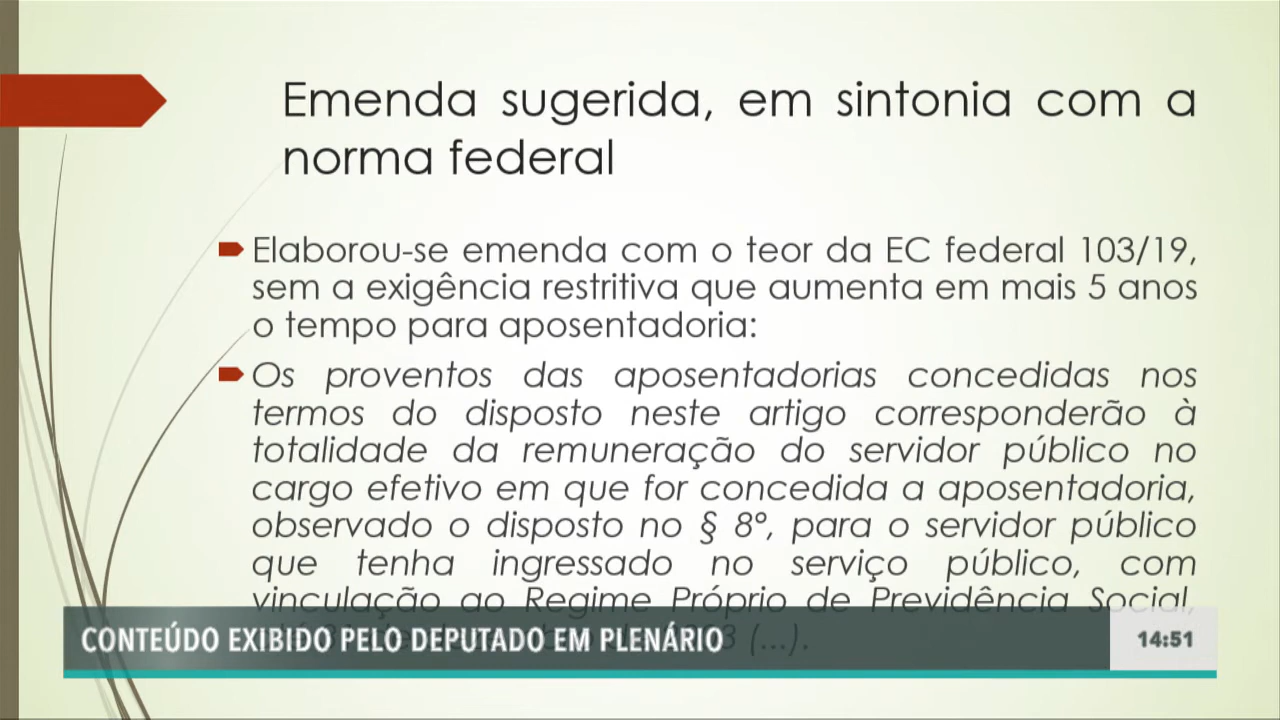 Emenda sugerida, em sintonia com a
norma federal
Elaborou-se emenda com o teor da EC federal 103/19,
sem a exigência restritiva que aumenta em mais 5 anos
o tempo para aposentadoria:
Os proventos das aposentadorias concedidas nos
termos do disposto neste artigo corresponderão à
totalidade da remuneração do servidor público no
cargo efetivo em que for concedida a aposentadoria,
observado o disposto no § 8°, para o servidor público
que tenha ingressado no serviço público, com
vinculação ao Regime Próprio de Previdência Social,
(...).
CONTEÚDO EXIBIDO PELO DEPUTADO EM PLENÁRIO
14:51